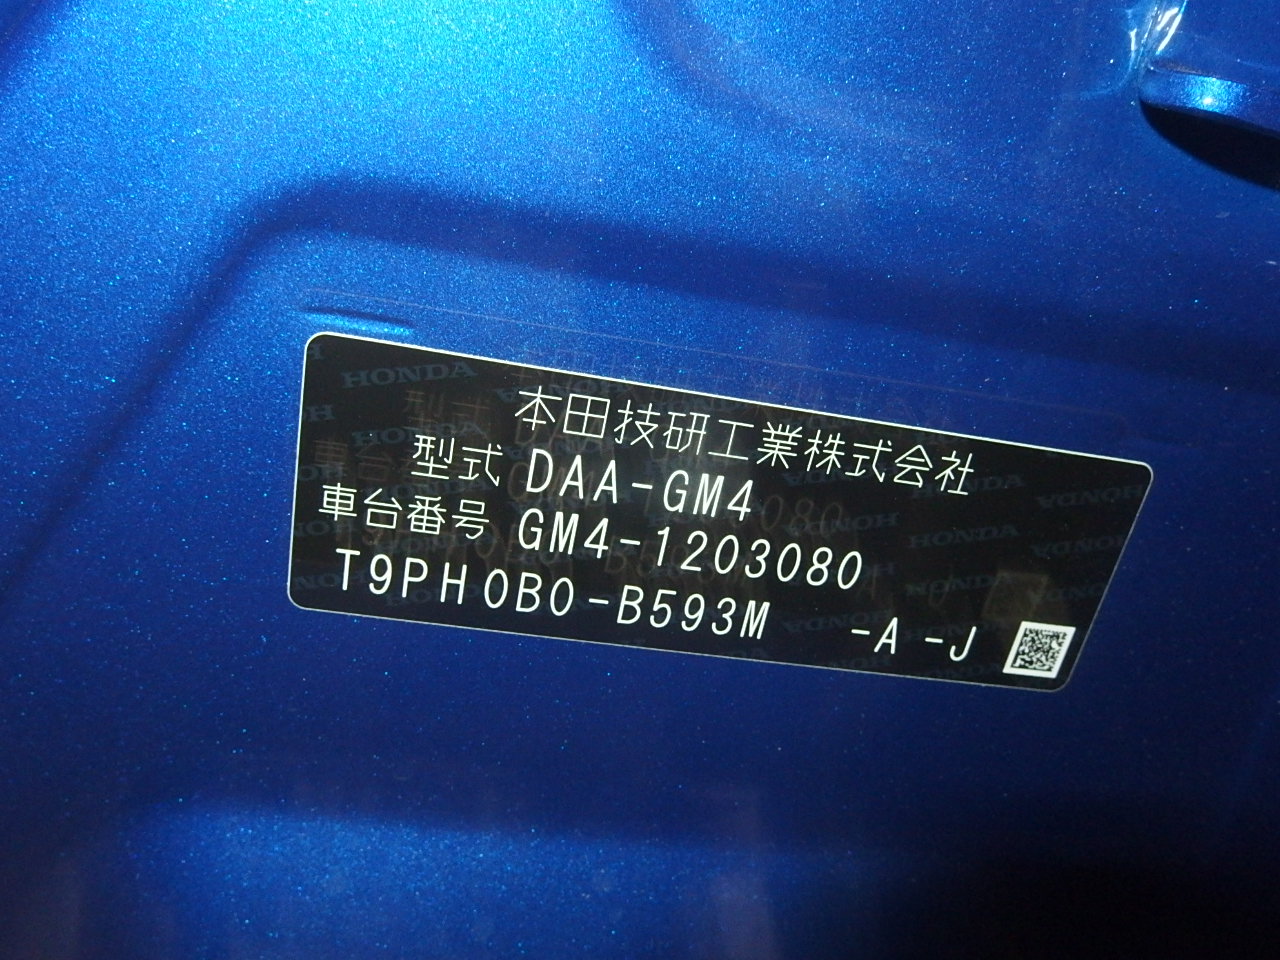 本田技研工業株式会社
型式 DAA-GM4
車台番号 GM4-1203080
T9PH0B0-B593M -A -J